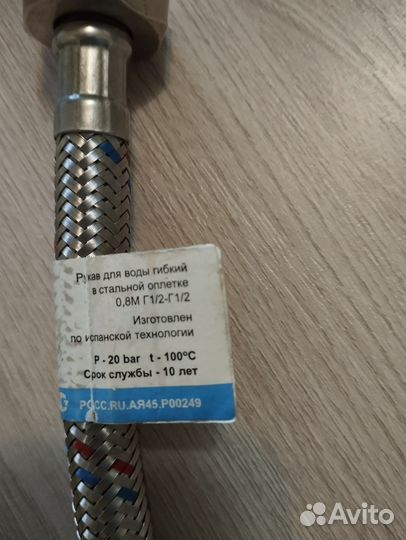 Рукав для воды гибкий
в стальной оплетке
0,8М Г1/2-Г1/2
Изготовлен
по испанской технологии
P - 20 bar t - 100°C
Срок службы - 10 лет
РОСС.RU.АЯ45.Р00249
Avito